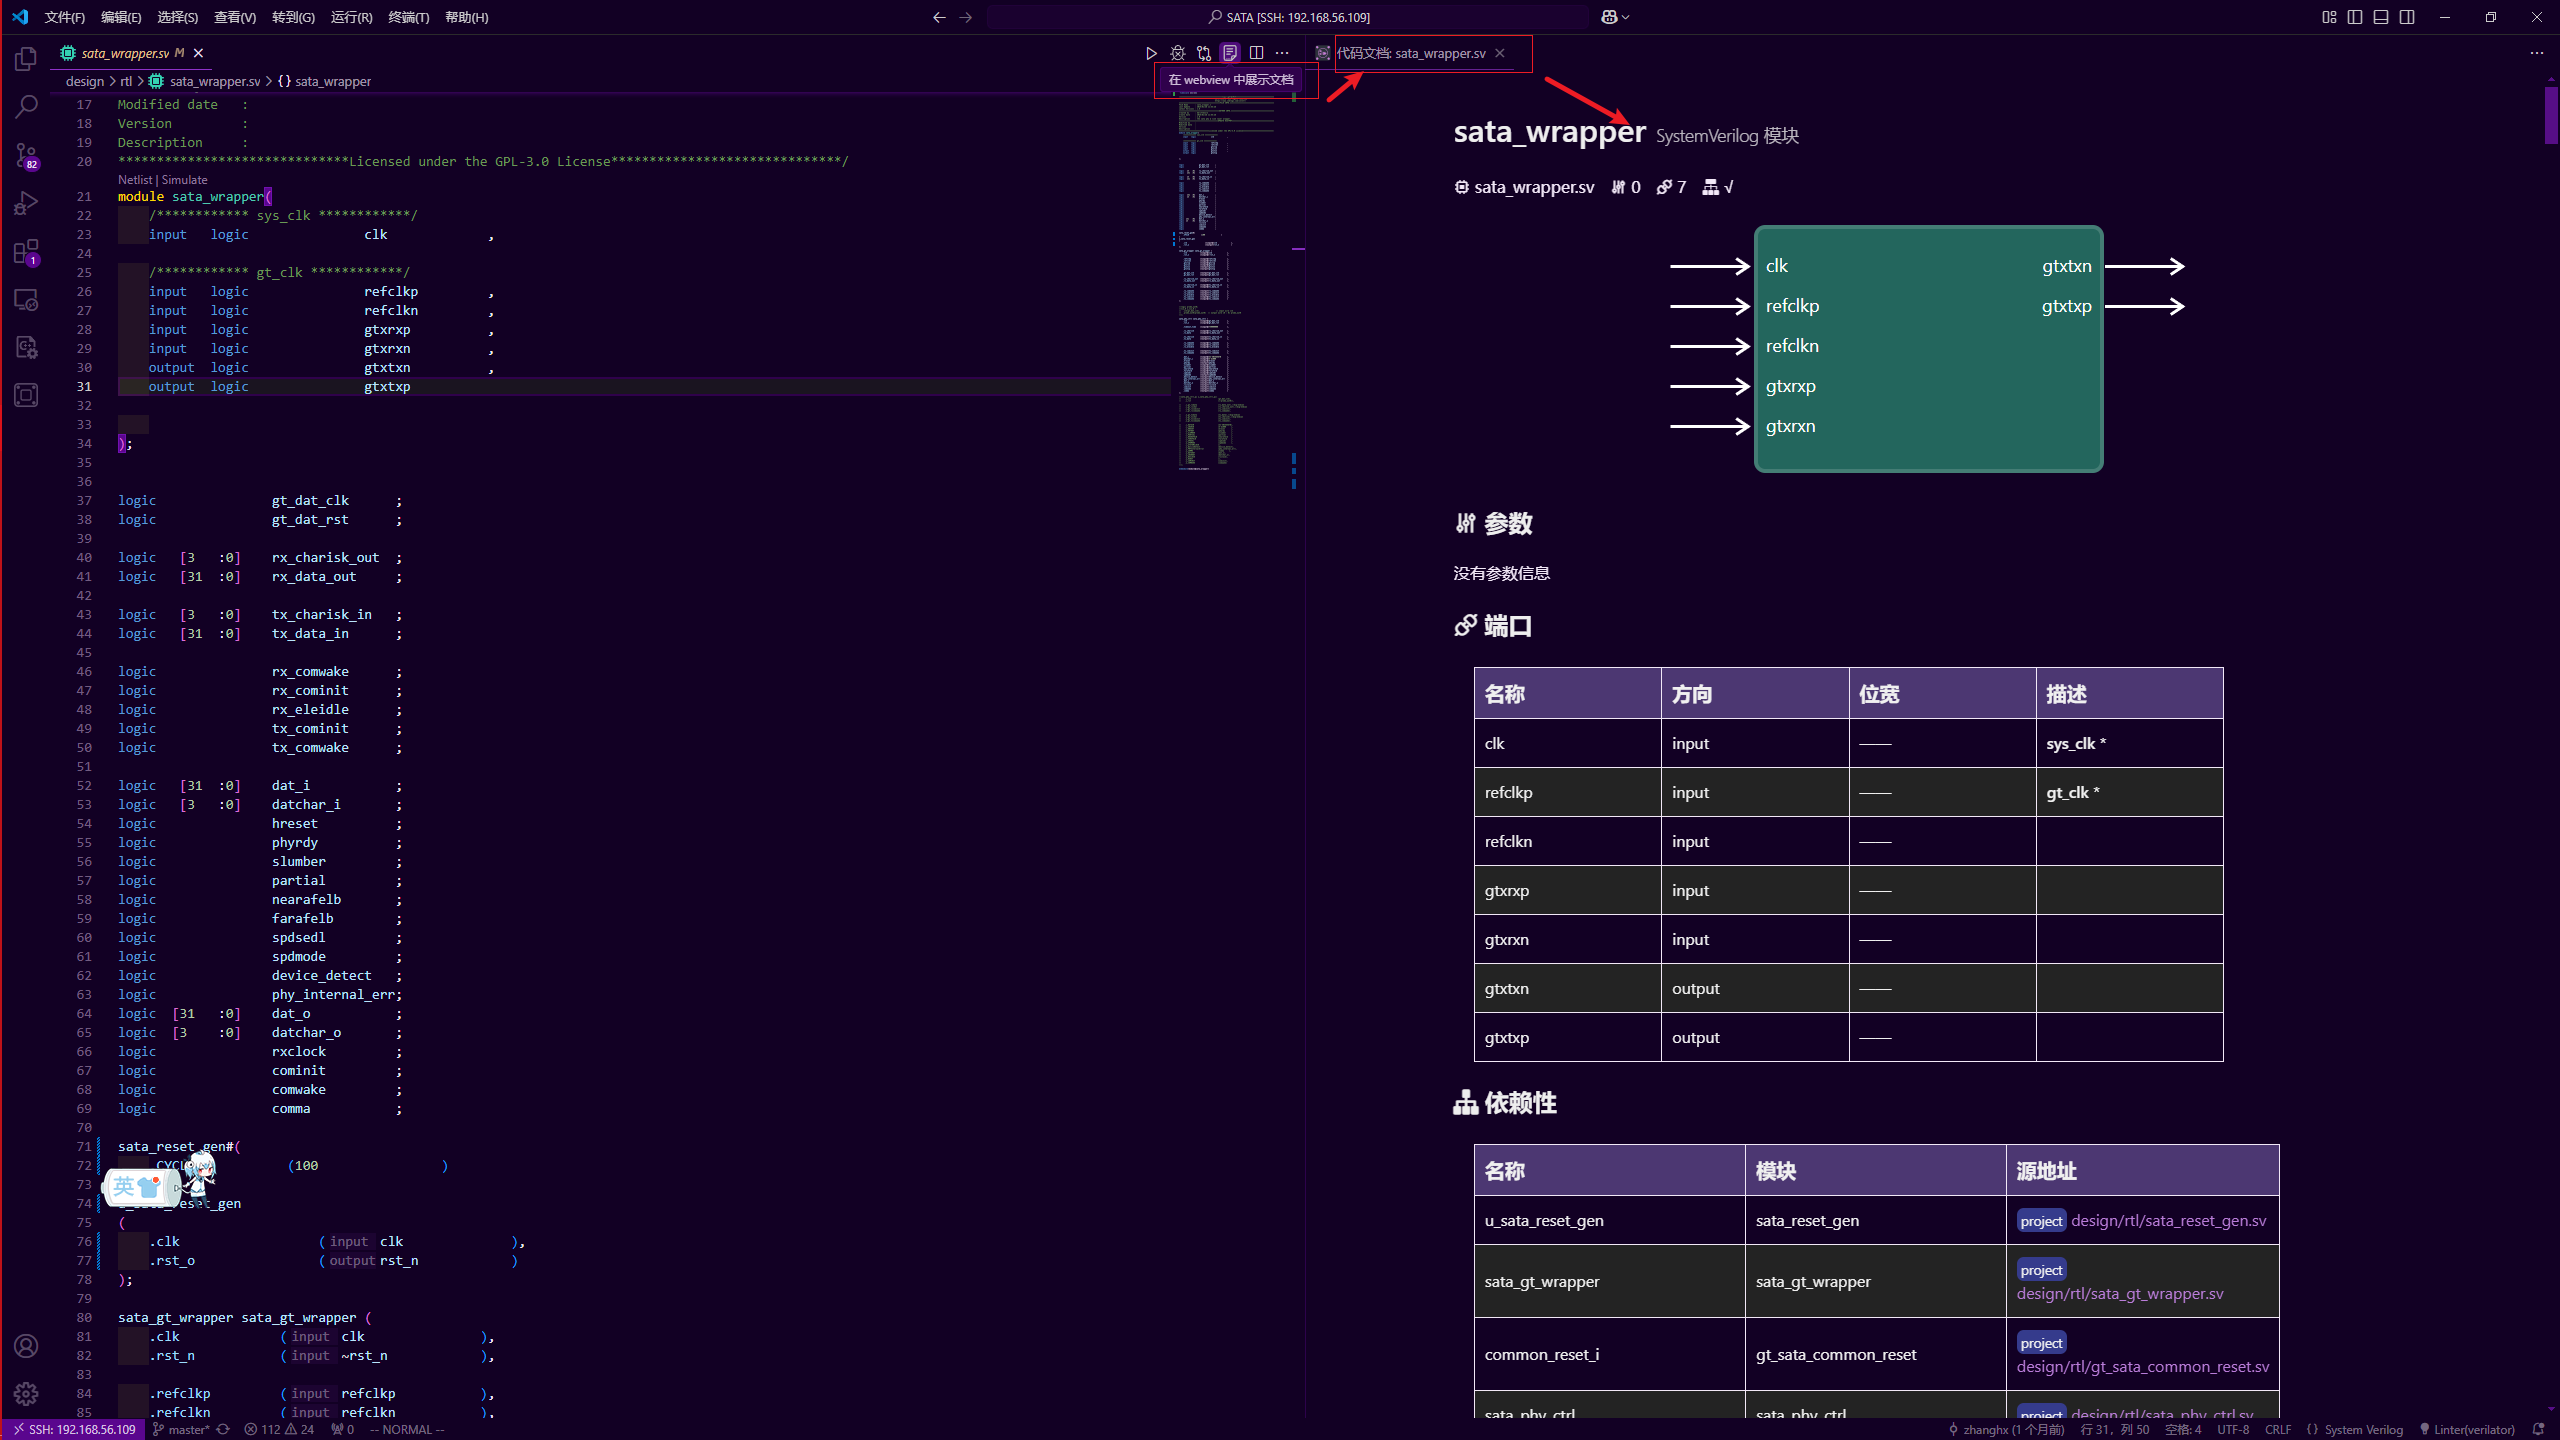 文件(F) 编辑(E) 选择(S) 查看(V) 转到(G) 运行(R) 终端(T) 帮助(H)
SATA [SSH: 192.168.56.109]
sata_wrapper.sv M
design > rtl > sata_wrapper.sv > {} sata_wrapper
在 webview 中展示文档
17 Modified date :
18 Version :
19 Description :
20 ******************************Licensed under the GPL-3.0 License******************************/
Netlist | Simulate
21 module sata_wrapper(
22 /************ sys_clk ************/
23 input logic clk ,
24
25 /************ gt_clk ************/
26 input logic refclkp ,
27 input logic refclkn ,
28 input logic gtxrxp ,
29 input logic gtxrxn ,
30 output logic gtxtxn ,
31 output logic gtxtxp
32
33
34 );
35
36
37 logic gt_dat_clk ;
38 logic gt_dat_rst ;
39
40 logic [3 :0] rx_charisk_out ;
41 logic [31 :0] rx_data_out ;
42
43 logic [3 :0] tx_charisk_in ;
44 logic [31 :0] tx_data_in ;
45
46 logic rx_comwake ;
47 logic rx_cominit ;
48 logic rx_eleidle ;
49 logic tx_cominit ;
50 logic tx_comwake ;
51
52 logic [31 :0] dat_i ;
53 logic [3 :0] datchar_i ;
54 logic hreset ;
55 logic phyrdy ;
56 logic slumber ;
57 logic partial ;
58 logic nearafelb ;
59 logic farafelb ;
60 logic spdsedl ;
61 logic spdmode ;
62 logic device_detect ;
63 logic phy_internal_err;
64 logic [31 :0] dat_o ;
65 logic [3 :0] datchar_o ;
66 logic rxclock ;
67 logic cominit ;
68 logic comwake ;
69 logic comma ;
70
71 sata_reset_gen#(
72 (100 )
73
74 reset_gen
75 (
76 .clk (input clk ),
77 .rst_o (output rst_n )
78 );
79
80 sata_gt_wrapper sata_gt_wrapper (
81 .clk (input clk ),
82 .rst_n (input ~rst_n ),
83
84 .refclkp (input refclkp ),
85 .refclkn (input refclkn ),
英
82
1
SSH: 192.168.56.109 master* 112 24 0 -- NORMAL --
代码文档: sata_wrapper.sv
sata_wrapper SystemVerilog 模块
sata_wrapper.sv 0 7 √
clk gtxtxn
refclkp gtxtxp
refclkn
gtxrxp
gtxrxn
参数
没有参数信息
端口
名称 方向 位宽 描述
clk input —— sys_clk *
refclkp input —— gt_clk *
refclkn input ——
gtxrxp input ——
gtxrxn input ——
gtxtxn output ——
gtxtxp output ——
依赖性
名称 模块 源地址
u_sata_reset_gen sata_reset_gen project design/rtl/sata_reset_gen.sv
sata_gt_wrapper sata_gt_wrapper project
design/rtl/sata_gt_wrapper.sv
common_reset_i gt_sata_common_reset project
design/rtl/gt_sata_common_reset.sv
sata_phy_ctrl sata_phy_ctrl project design/rtl/sata_phy_ctrl.sv
zhanghx (1 个月前) 行 31, 列 50 空格: 4 UTF-8 CRLF {} System Verilog Linter(verilator)